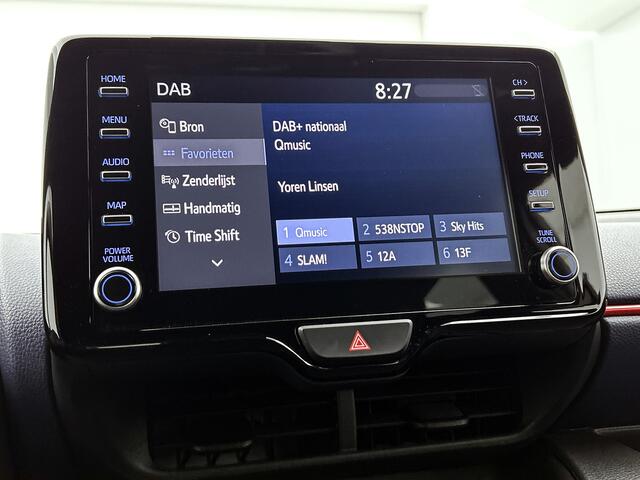 HOME
MENU
AUDIO
MAP
POWER
VOLUME
DAB
8:27
Bron
Favorieten
Zenderlijst
Handmatig
Time Shift
DAB+ nationaal
Qmusic
Yoren Linsen
1 Qmusic
2 538NSTOP
3 Sky Hits
4 SLAM!
5 12A
6 13F
CH >
< TRACK
PHONE
SETUP
TUNE
SCROLL